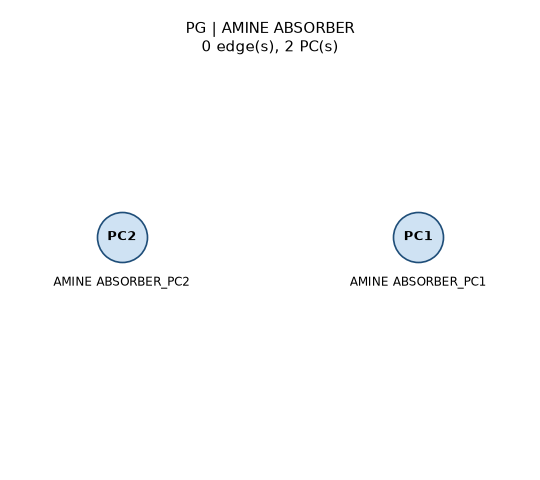 PG | AMINE ABSORBER
0 edge(s), 2 PC(s)
PC2
PC1
AMINE ABSORBER_PC2
AMINE ABSORBER_PC1